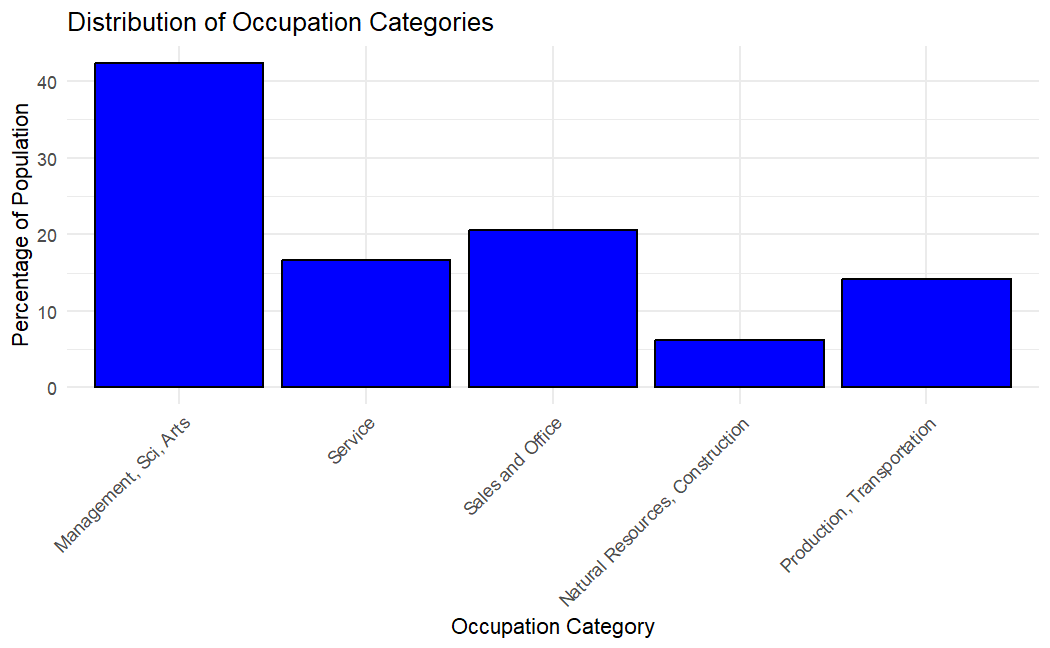 Distribution of Occupation Categories
Percentage of Population
40
30
20
10
0
Management, Sci, Arts
Service
Sales and Office
Natural Resources, Construction
Production, Transportation
Occupation Category